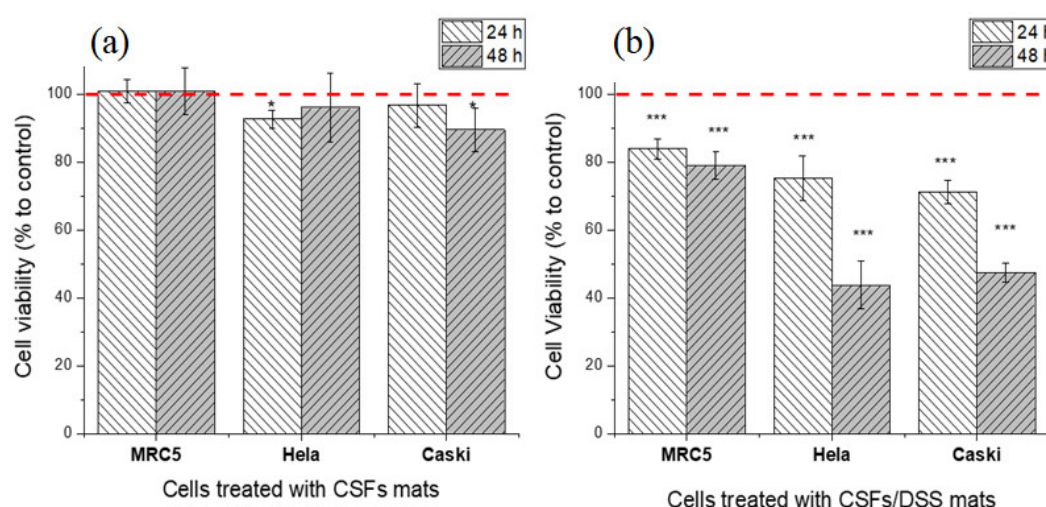 (a)
24 h
48 h
Cell viability (% to control)
100
80
60
40
20
0
*
*
MRC5
Hela
Caski
Cells treated with CSFs mats
(b)
24 h
48 h
Cell Viability (% to control)
100
80
60
40
20
0
***
***
***
***
***
***
MRC5
Hela
Caski
Cells treated with CSFs/DSS mats